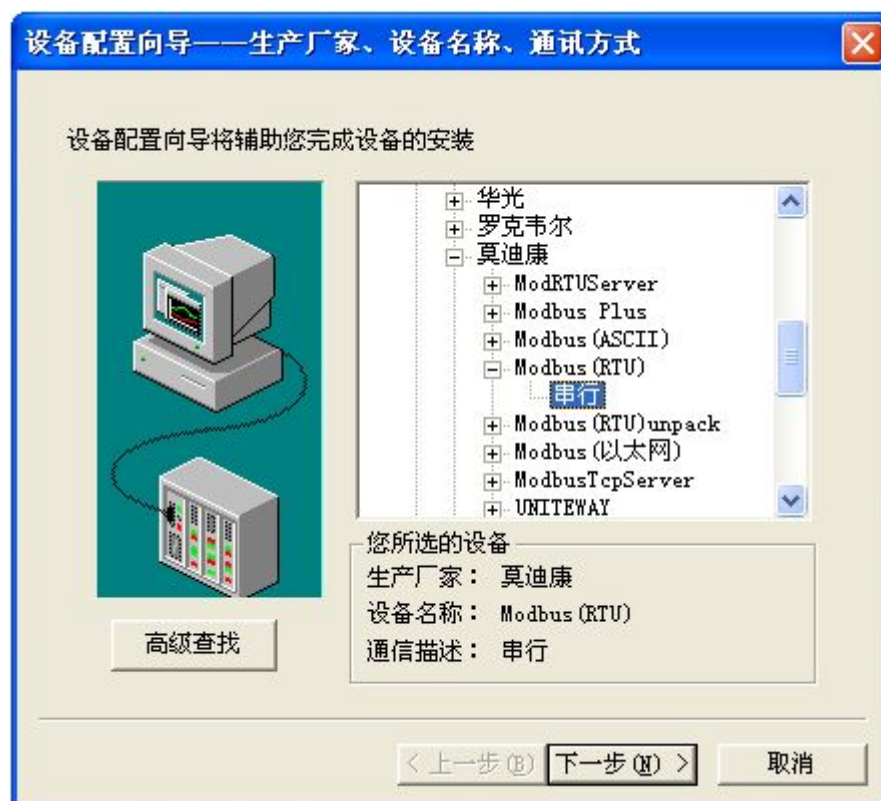 设备配置向导——生产厂家、设备名称、通讯方式
设备配置向导将辅助您完成设备的安装
华光
罗克韦尔
莫迪康
ModRTUServer
Modbus Plus
Modbus(ASCII)
Modbus(RTU)
串行
Modbus(RTU)unpack
Modbus(以太网)
ModbusTcpServer
UNITEWAY
您所选的设备
生产厂家： 莫迪康
设备名称： Modbus(RTU)
通信描述： 串行
高级查找
< 上一步(B)
下一步(N) >
取消